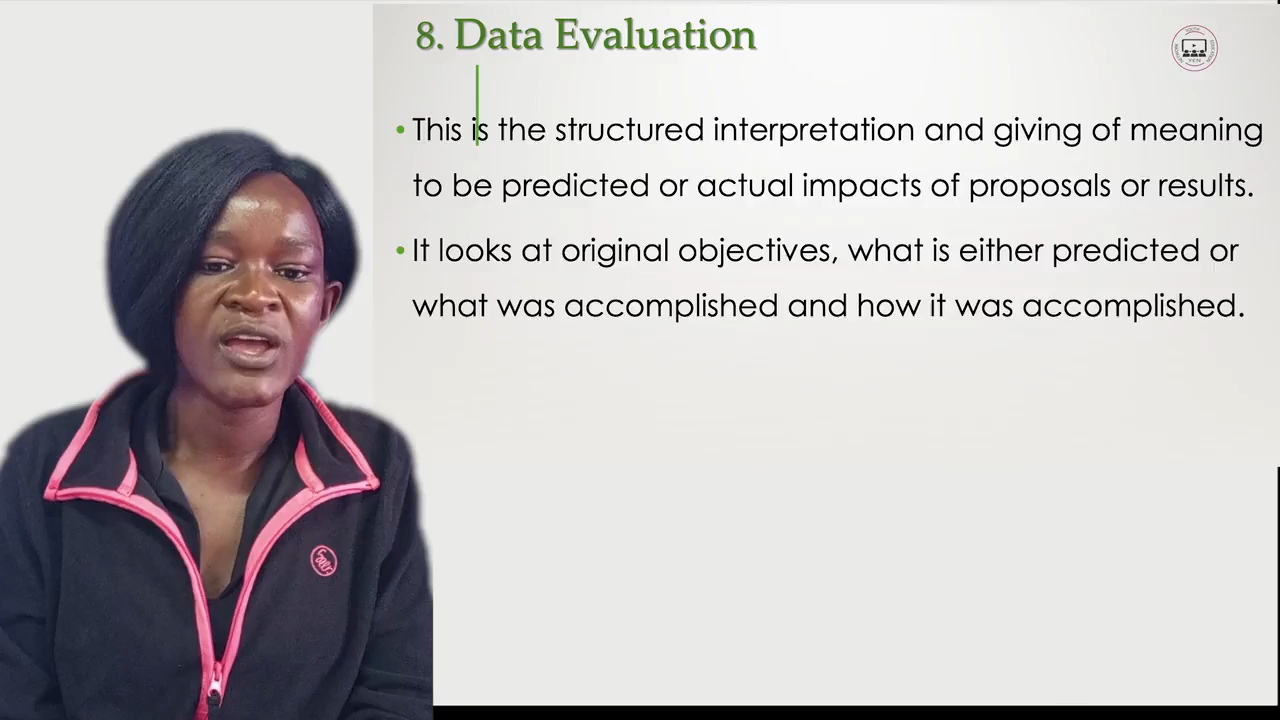 8. Data Evaluation
• This is the structured interpretation and giving of meaning
to be predicted or actual impacts of proposals or results.
• It looks at original objectives, what is either predicted or
what was accomplished and how it was accomplished.
YEN